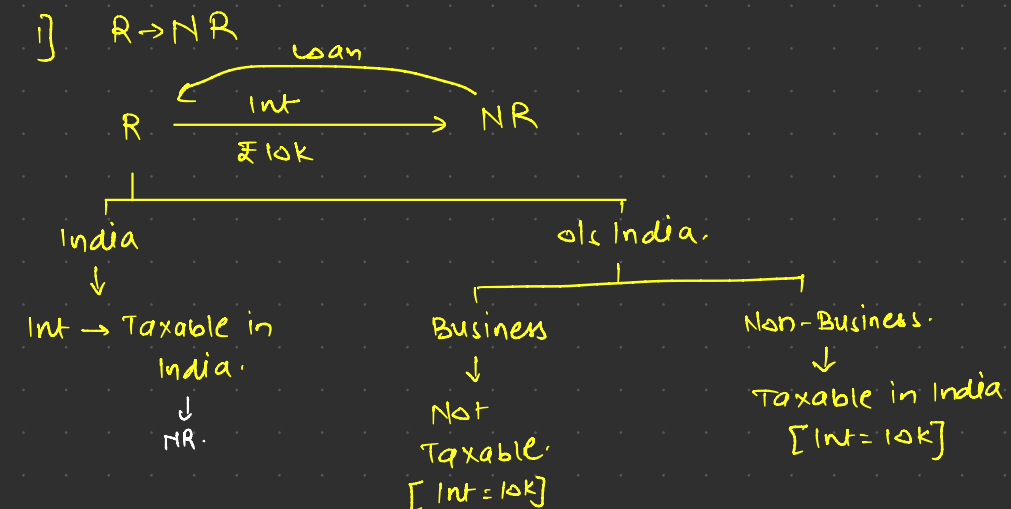 i] R→NR
Loan
R Int NR
₹10k
India
o/s India.
Int → Taxable in
India.
↓
NR.
Business
↓
Not
Taxable.
[Int = 10k]
Non-Business.
↓
Taxable in India
[Int = 10k]